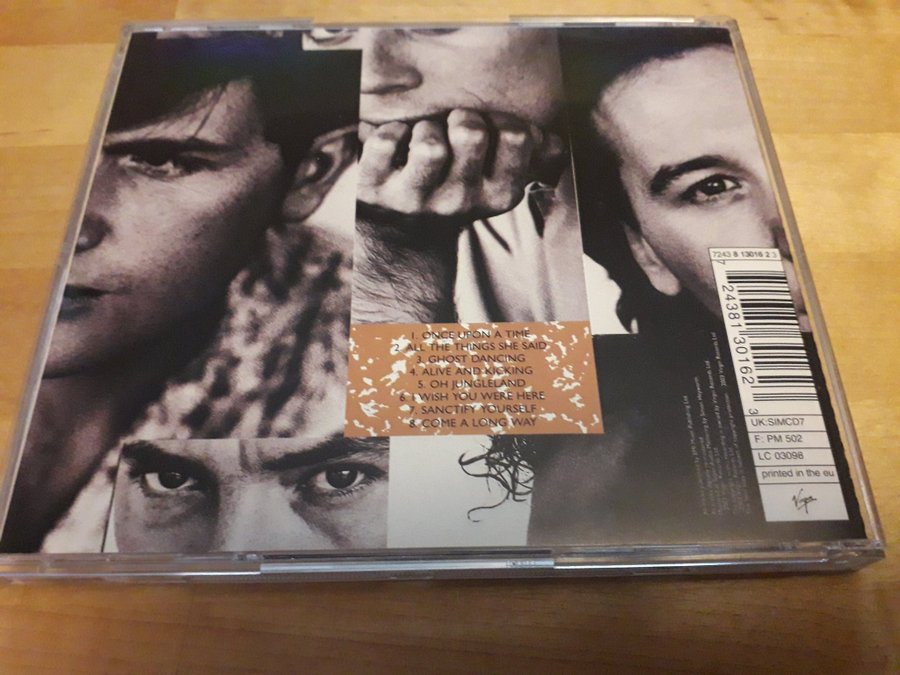 1. ONCE UPON A TIME
2. ALL THE THINGS SHE SAID
3. GHOST DANCING
4. ALIVE AND KICKING
5. OH JUNGLELAND
6. I WISH YOU WERE HERE
7. SANCTIFY YOURSELF
8. COME A LONG WAY
7243 8 13016 2 3
7 24381 30162 3
UK:SIMCD7
F: PM 502
LC 03098
printed in the eu
Virgin